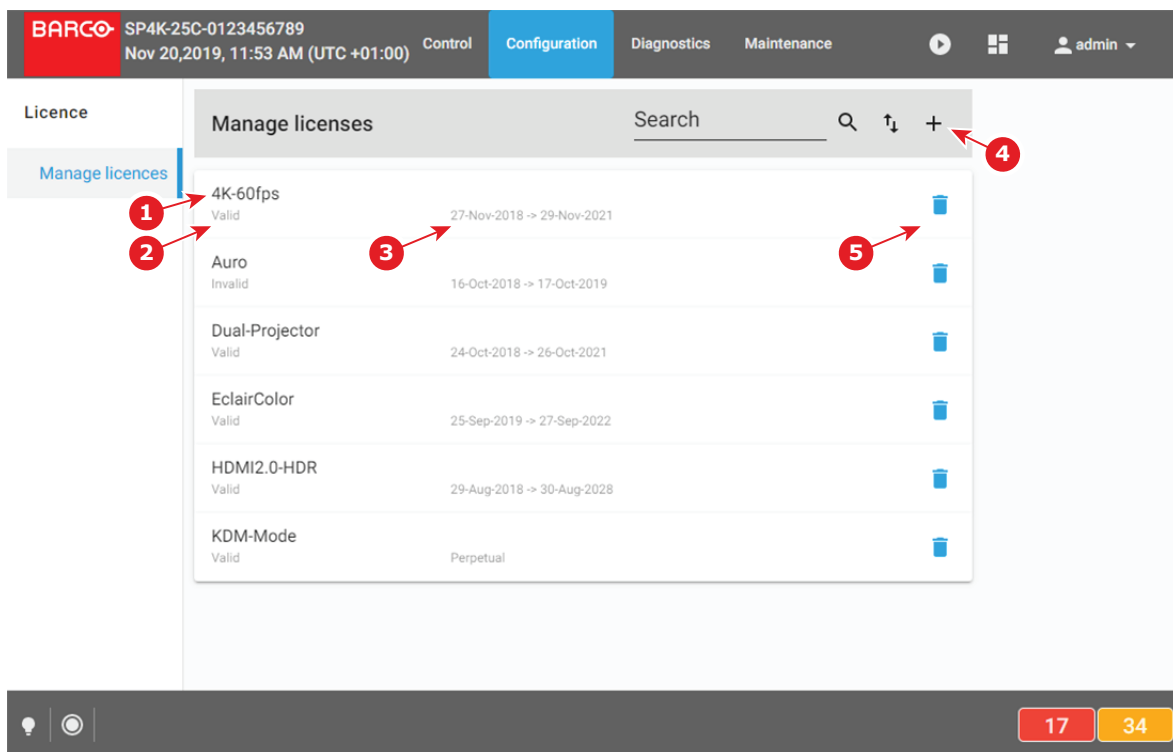 BARCO
SP4K-25C-0123456789
Nov 20,2019, 11:53 AM (UTC +01:00)
Control
Configuration
Diagnostics
Maintenance
admin
Licence
Manage licences
Manage licenses
Search
4
4K-60fps
Valid
27-Nov-2018 -> 29-Nov-2021
1
2
3
5
Auro
Invalid
16-Oct-2018 -> 17-Oct-2019
Dual-Projector
Valid
24-Oct-2018 -> 26-Oct-2021
EclairColor
Valid
25-Sep-2019 -> 27-Sep-2022
HDMI2.0-HDR
Valid
29-Aug-2018 -> 30-Aug-2028
KDM-Mode
Valid
Perpetual
17
34